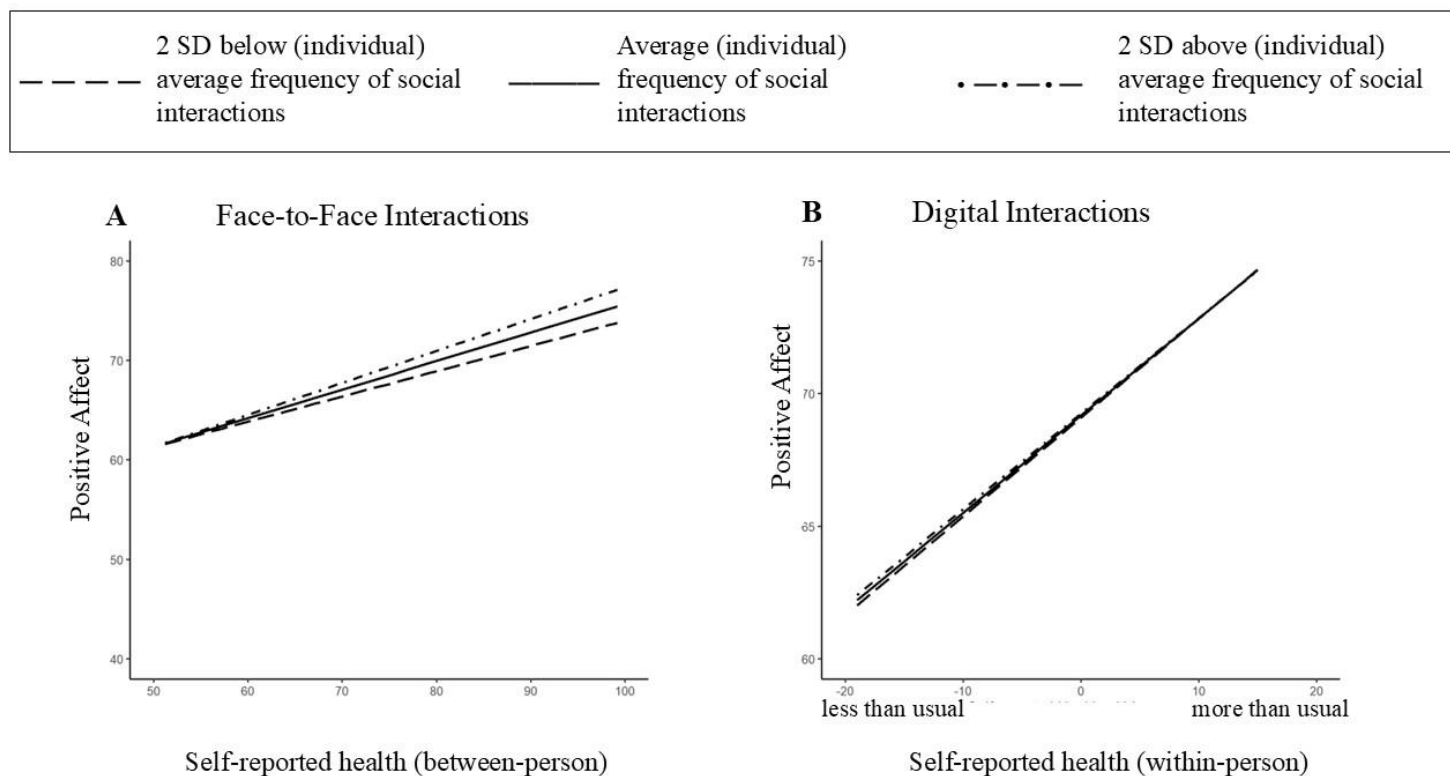 2 SD below (individual)
average frequency of social
interactions
Average (individual)
frequency of social
interactions
2 SD above (individual)
average frequency of social
interactions
A Face-to-Face Interactions
80
70
60
50
40
Positive Affect
50 60 70 80 90 100
Self-reported health (between-person)
B Digital Interactions
75
70
65
60
Positive Affect
-20 -10 0 10 20
less than usual more than usual
Self-reported health (within-person)